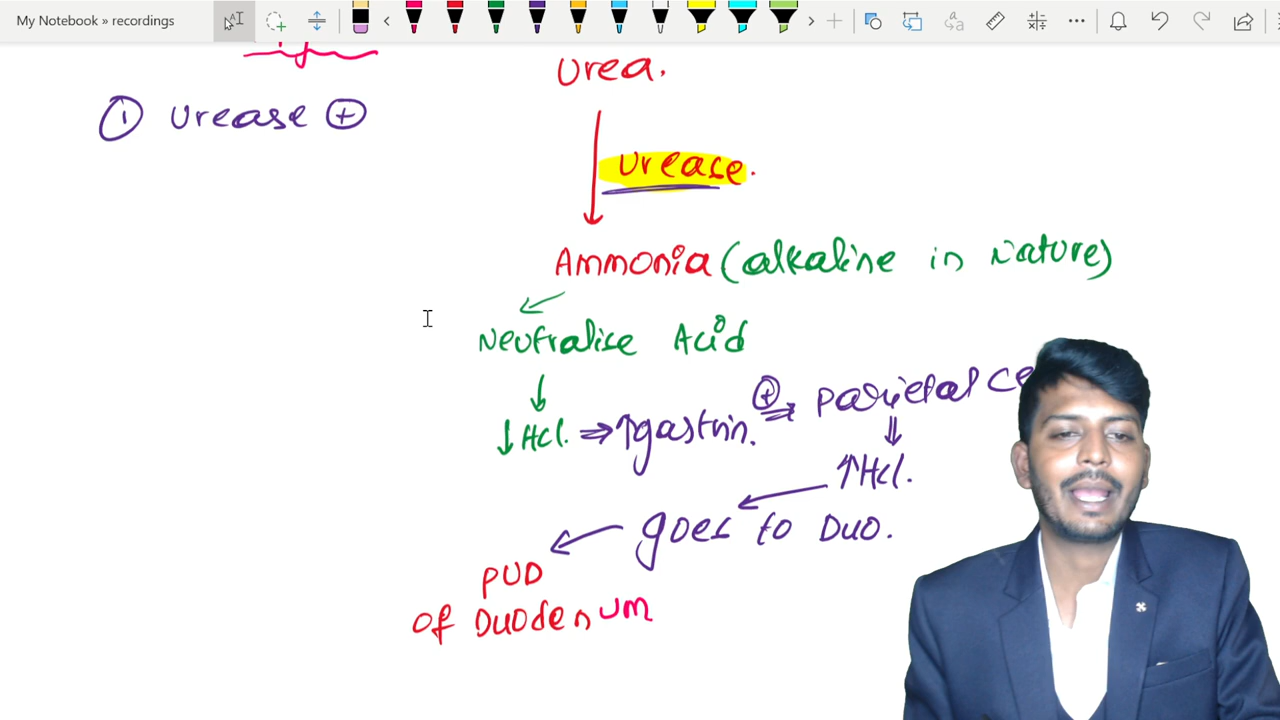 My Notebook » recordings
Urea.
① Urease ⊕
Urease.
Ammonia (alkaline in Nature)
Neutralise Acid
↓ HCl. ⇒ ↑gastrin. ⊕⇒ parietal ce
⇓
↑HCl.
goes to Duo.
PUD
of Duodenum